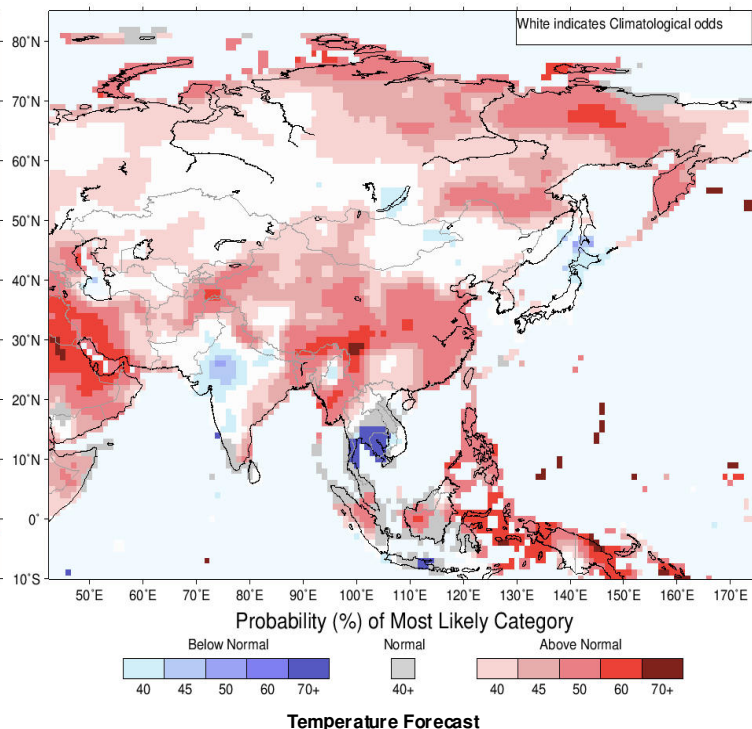 White indicates Climatological odds
80˚N
70˚N
60˚N
50˚N
40˚N
30˚N
20˚N
10˚N
0˚
10˚S
50˚E 60˚E 70˚E 80˚E 90˚E 100˚E 110˚E 120˚E 130˚E 140˚E 150˚E 160˚E 170˚E
Probability (%) of Most Likely Category
Below Normal Normal Above Normal
40 45 50 60 70+ 40+ 40 45 50 60 70+
Temperature Forecast